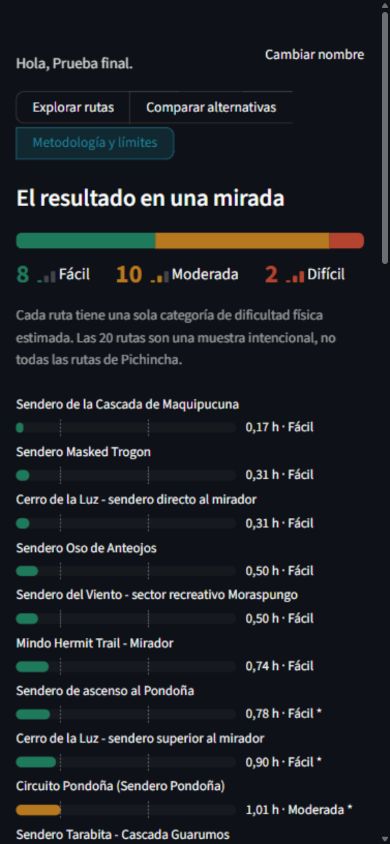 Hola, Prueba final.
Cambiar nombre
Explorar rutas
Comparar alternativas
Metodología y límites
El resultado en una mirada
8 Fácil
10 Moderada
2 Difícil
Cada ruta tiene una sola categoría de dificultad física
estimada. Las 20 rutas son una muestra intencional, no
todas las rutas de Pichincha.
Sendero de la Cascada de Maquipucuna
0,17 h · Fácil
Sendero Masked Trogon
0,31 h · Fácil
Cerro de la Luz - sendero directo al mirador
0,31 h · Fácil
Sendero Oso de Anteojos
0,50 h · Fácil
Sendero del Viento - sector recreativo Moraspungo
0,50 h · Fácil
Mindo Hermit Trail - Mirador
0,74 h · Fácil
Sendero de ascenso al Pondoña
0,78 h · Fácil *
Cerro de la Luz - sendero superior al mirador
0,90 h · Fácil *
Circuito Pondoña (Sendero Pondoña)
1,01 h · Moderada *
Sendero Tarabita - Cascada Guarumos